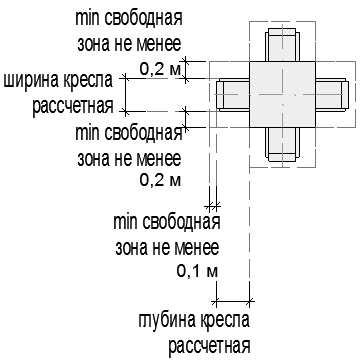 min свободная
зона не менее
0,2 м
ширина кресла
рассчетная
min свободная
зона не менее
0,2 м
min свободная
зона не менее
0,1 м
глубина кресла
рассчетная